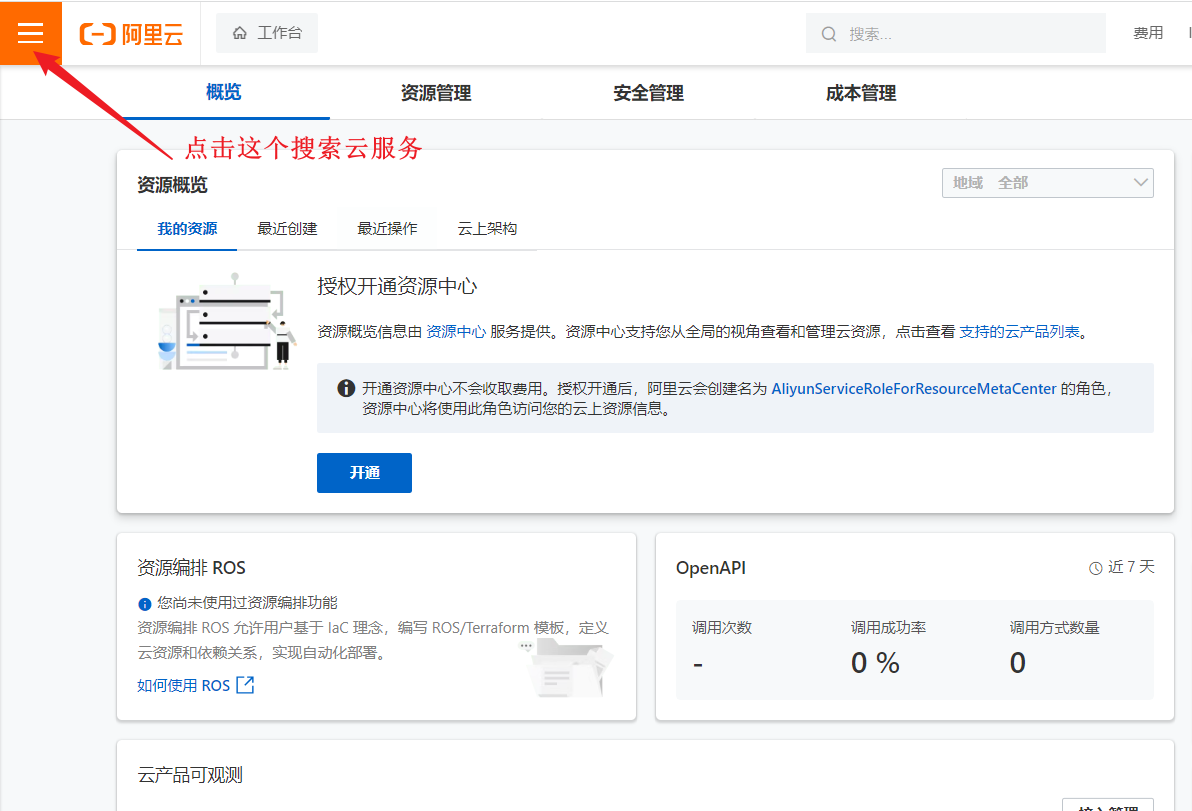 阿里云
工作台
搜索...
费用
概览
资源管理
安全管理
成本管理
点击这个搜索云服务
资源概览
地域 全部
我的资源
最近创建
最近操作
云上架构
授权开通资源中心
资源概览信息由 资源中心 服务提供。资源中心支持您从全局的视角查看和管理云资源，点击查看 支持的云产品列表。
开通资源中心不会收取费用。授权开通后，阿里云会创建名为 AliyunServiceRoleForResourceMetaCenter 的角色，
资源中心将使用此角色访问您的云上资源信息。
开通
资源编排 ROS
您尚未使用过资源编排功能
资源编排 ROS 允许用户基于 IaC 理念，编写 ROS/Terraform 模板，定义
云资源和依赖关系，实现自动化部署。
如何使用 ROS
OpenAPI
近 7 天
调用次数
调用成功率
调用方式数量
-
0 %
0
云产品可观测
接入管理